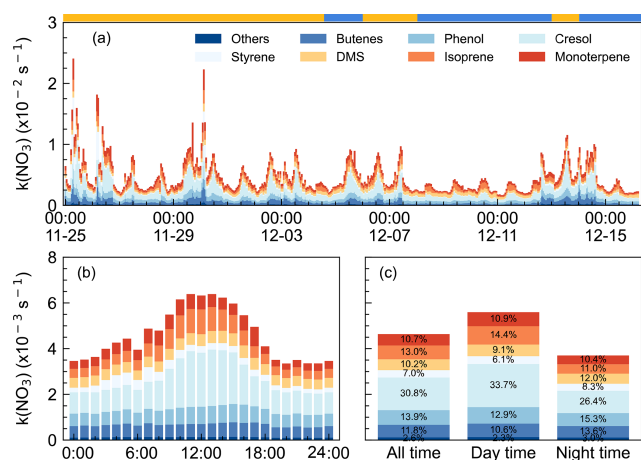 (a)
Others Butenes Phenol Cresol
Styrene DMS Isoprene Monoterpene
k(NO₃) (x10⁻² s⁻¹)
3
2
1
0
00:00 00:00 00:00 00:00 00:00 00:00
11-25 11-29 12-03 12-07 12-11 12-15
(b)
k(NO₃) (x10⁻³ s⁻¹)
8
6
4
2
0
0:00 6:00 12:00 18:00 24:00
(c)
10.7% 10.9% 10.4%
13.0% 14.4% 11.0%
10.2% 9.1% 12.0%
7.0% 6.1% 8.3%
30.8% 33.7% 26.4%
13.9% 12.9% 15.3%
11.8% 10.6% 13.6%
All time Day time Night time